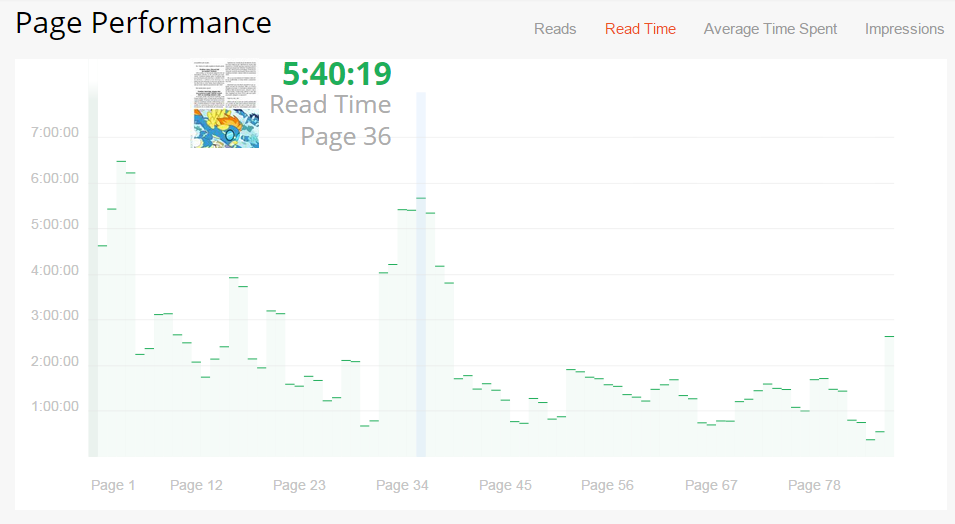 Page Performance
Reads Read Time Average Time Spent Impressions
5:40:19
Read Time
Page 36
7:00:00
6:00:00
5:00:00
4:00:00
3:00:00
2:00:00
1:00:00
Page 1 Page 12 Page 23 Page 34 Page 45 Page 56 Page 67 Page 78